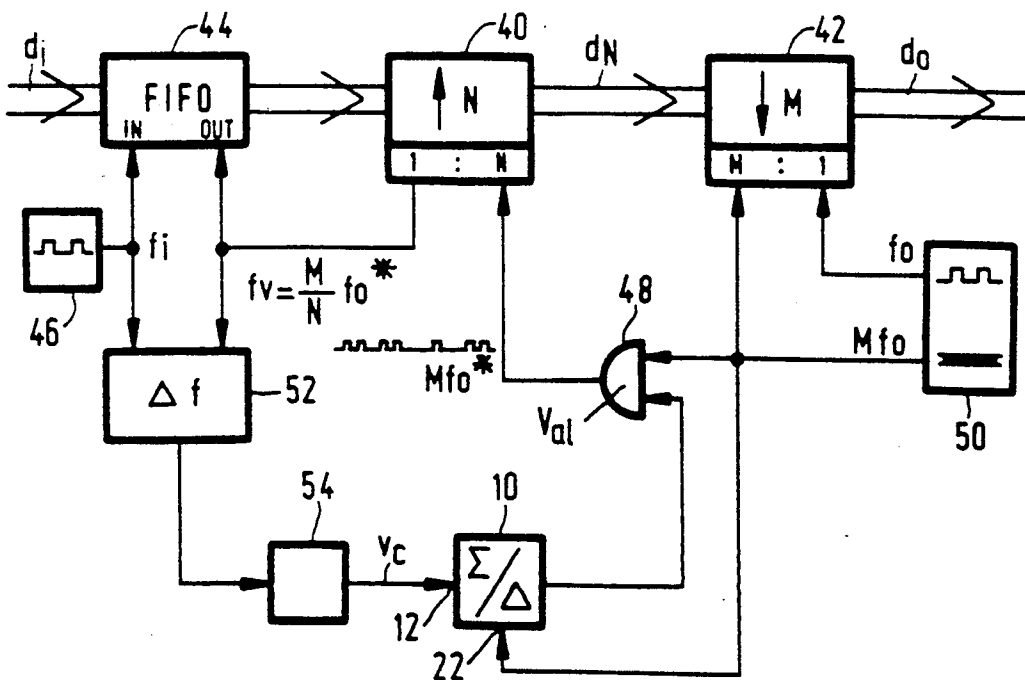 44
40
42
di
dN
do
FIFO
IN OUT
↑ N
↓ M
1 : N
M : 1
fi
46
fv = M/N fo*
48
fo
Mfo
Mfo*
Val
50
Δ f
52
54
10
vc
Σ/Δ
12
22